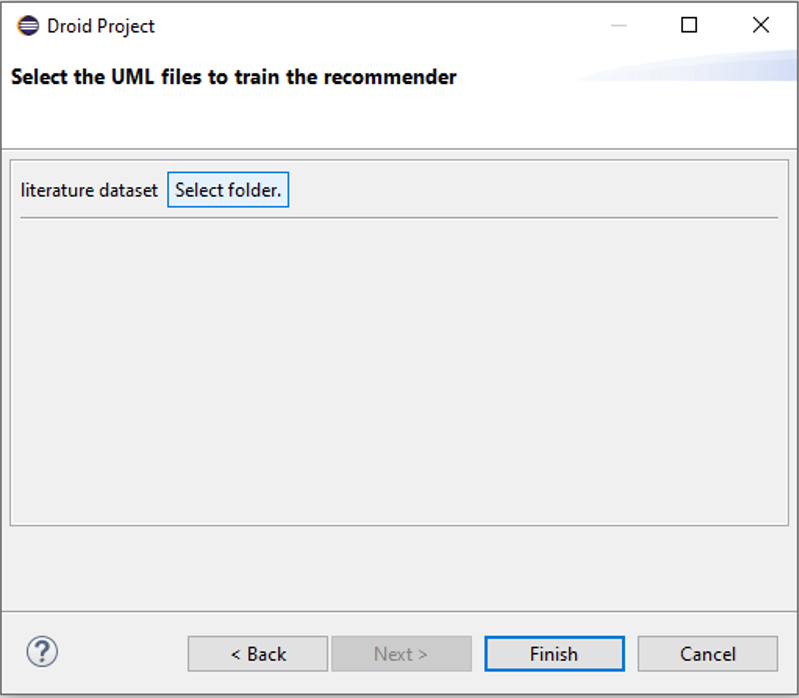 Droid Project
Select the UML files to train the recommender
literature dataset Select folder.
?
< Back Next > Finish Cancel